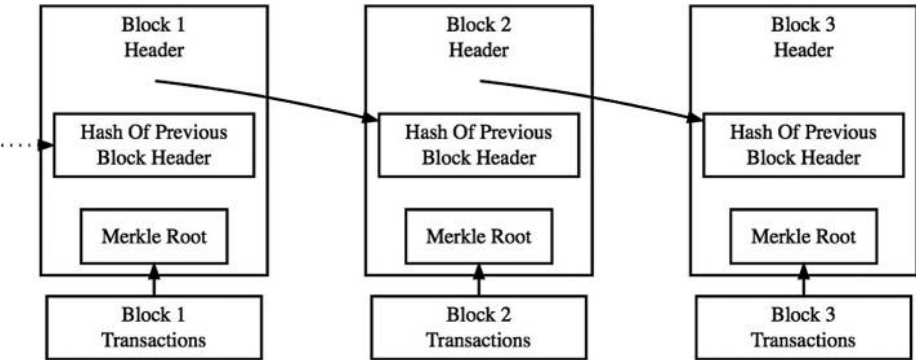 Block 1
Header
Hash Of Previous
Block Header
Merkle Root
Block 1
Transactions
Block 2
Header
Hash Of Previous
Block Header
Merkle Root
Block 2
Transactions
Block 3
Header
Hash Of Previous
Block Header
Merkle Root
Block 3
Transactions